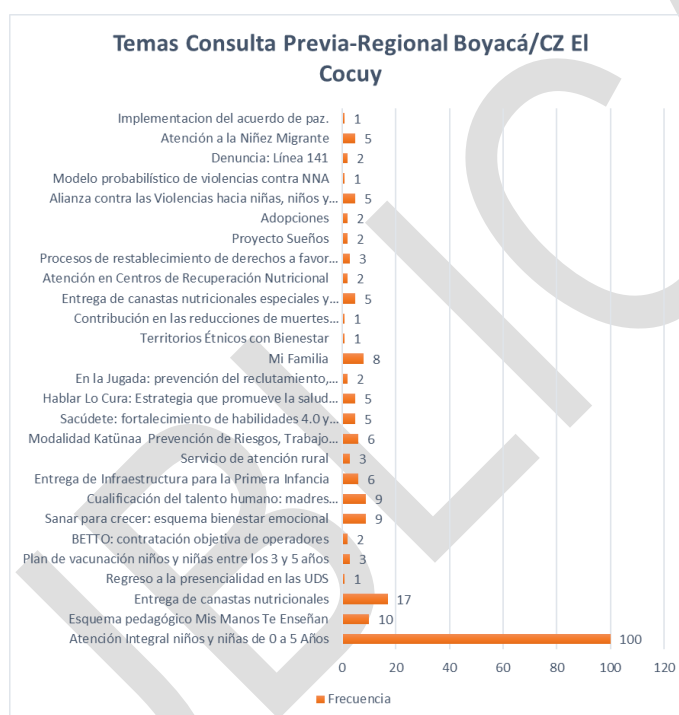 Temas Consulta Previa-Regional Boyacá/CZ El
Cocuy
Implementacion del acuerdo de paz. 1
Atención a la Niñez Migrante 5
Denuncia: Línea 141 2
Modelo probabilístico de violencias contra NNA 1
Alianza contra las Violencias hacia niñas, niños y... 5
Adopciones 2
Proyecto Sueños 2
Procesos de restablecimiento de derechos a favor... 3
Atención en Centros de Recuperación Nutricional 2
Entrega de canastas nutricionales especiales y... 5
Contribución en las reducciones de muertes... 1
Territorios Étnicos con Bienestar 1
Mi Familia 8
En la Jugada: prevención del reclutamiento,... 2
Hablar Lo Cura: Estrategia que promueve la salud... 5
Sacúdete: fortalecimiento de habilidades 4.0 y... 5
Modalidad Katünaa Prevención de Riesgos, Trabajo... 6
Servicio de atención rural 3
Entrega de Infraestructura para la Primera Infancia 6
Cualificación del talento humano: madres... 9
Sanar para crecer: esquema bienestar emocional 9
BETTO: contratación objetiva de operadores 2
Plan de vacunación niños y niñas entre los 3 y 5 años 3
Regreso a la presencialidad en las UDS 1
Entrega de canastas nutricionales 17
Esquema pedagógico Mis Manos Te Enseñan 10
Atención Integral niños y niñas de 0 a 5 Años 100
0 20 40 60 80 100 120
Frecuencia